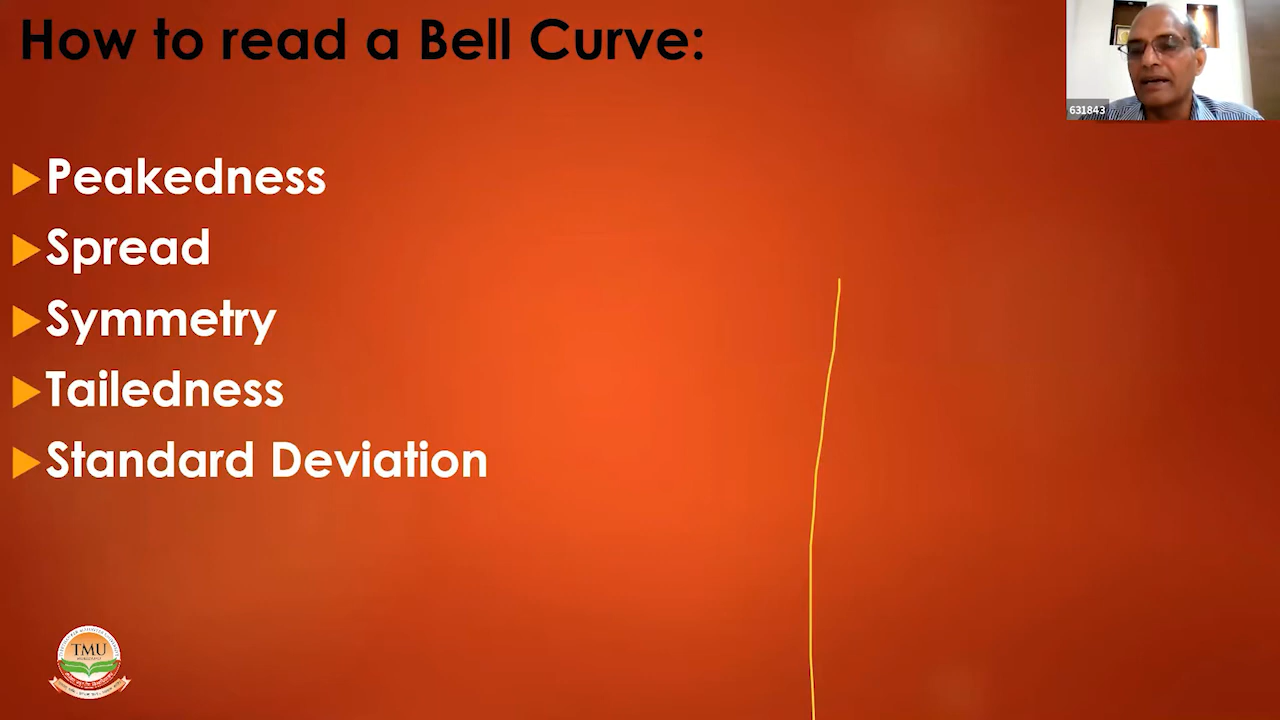 How to read a Bell Curve:
631843
Peakedness
Spread
Symmetry
Tailedness
Standard Deviation
TMU